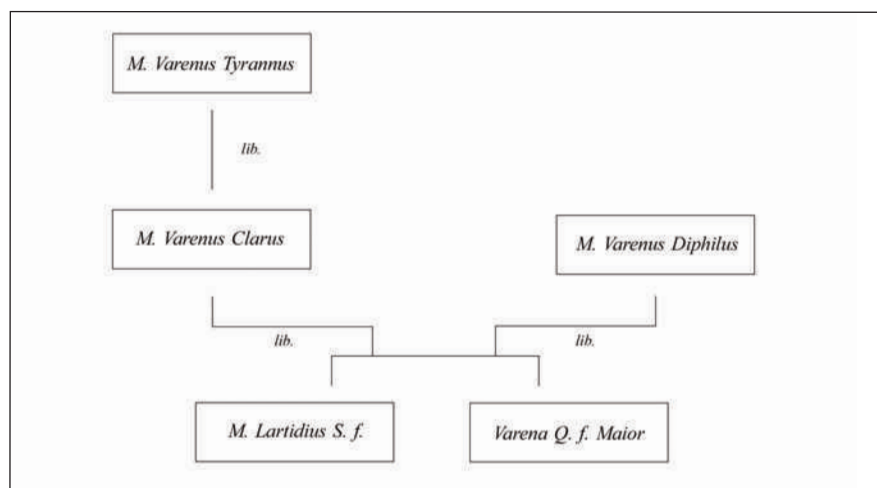 M. Varenus Tyrannus
lib.
M. Varenus Clarus
M. Varenus Diphilus
lib.
lib.
M. Lartidius S. f.
Varena Q. f. Maior